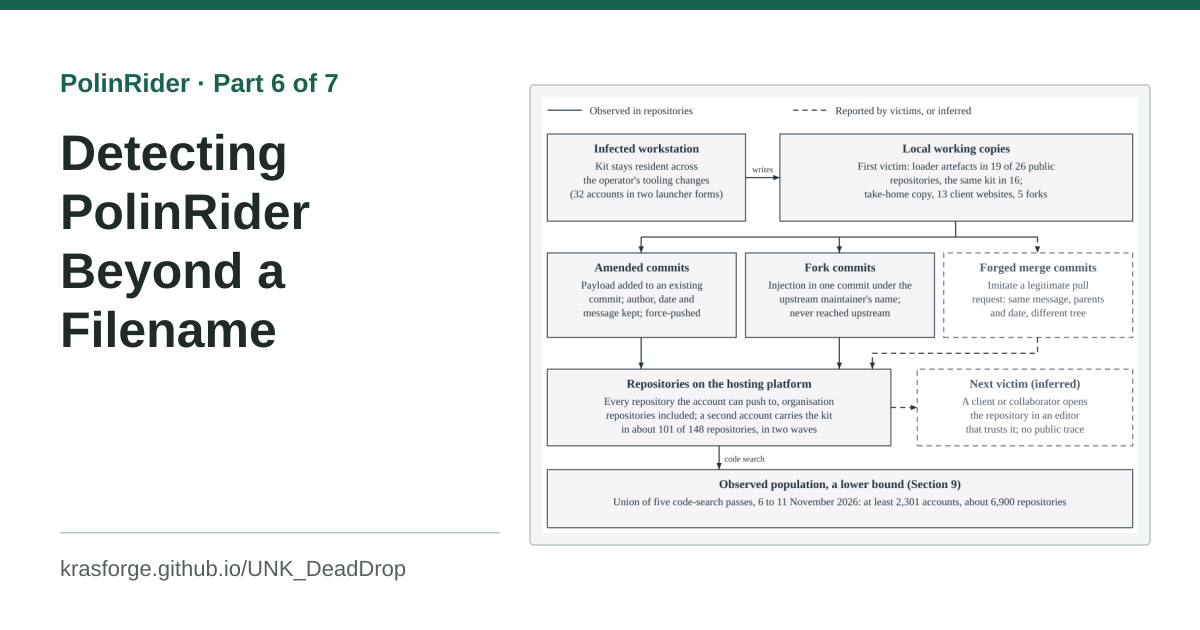 PolinRider · Part 6 of 7
Detecting
PolinRider
Beyond a
Filename
krasforge.github.io/UNK_DeadDrop
Observed in repositories
Reported by victims, or inferred
Infected workstation
Kit stays resident across
the operator's tooling changes
(32 accounts in two launcher forms)
writes
Local working copies
First victim: loader artefacts in 19 of 26 public
repositories, the same kit in 16;
take-home copy, 13 client websites, 5 forks
Amended commits
Payload added to an existing
commit; author, date and
message kept; force-pushed
Fork commits
Injection in one commit under the
upstream maintainer's name;
never reached upstream
Forged merge commits
Imitate a legitimate pull
request: same message, parents
and date, different tree
Repositories on the hosting platform
Every repository the account can push to, organisation
repositories included; a second account carries the kit
in about 101 of 148 repositories, in two waves
Next victim (inferred)
A client or collaborator opens
the repository in an editor
that trusts it; no public trace
code search
Observed population, a lower bound (Section 9)
Union of five code-search passes, 6 to 11 November 2026: at least 2,301 accounts, about 6,900 repositories